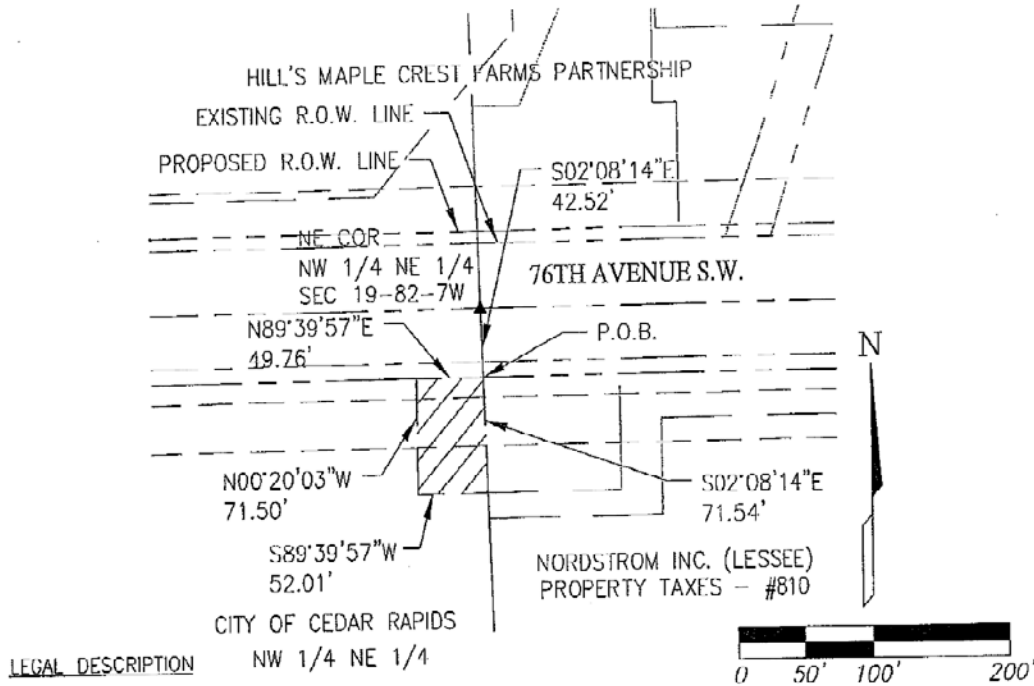 HILL'S MAPLE CREST FARMS PARTNERSHIP
EXISTING R.O.W. LINE
PROPOSED R.O.W. LINE
S02°08'14"E
42.52'
NE COR
NW 1/4 NE 1/4
SEC 19-82-7W
76TH AVENUE S.W.
N89°39'57"E
49.76'
P.O.B.
N
N00°20'03"W
71.50'
S02°08'14"E
71.54'
S89°39'57"W
52.01'
NORDSTROM INC. (LESSEE)
PROPERTY TAXES - #810
CITY OF CEDAR RAPIDS
NW 1/4 NE 1/4
LEGAL DESCRIPTION
0 50' 100' 200'